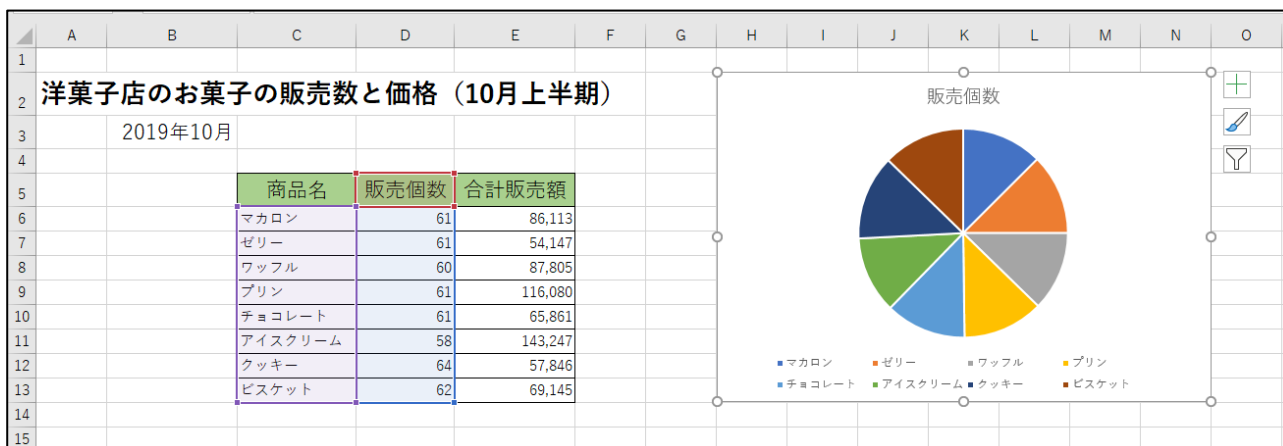 A B C D E F G H I J K L M N O
1
2 洋菓子店のお菓子の販売数と価格（10月上半期）
3 2019年10月
4
5 商品名 販売個数 合計販売額
6 マカロン 61 86,113
7 ゼリー 61 54,147
8 ワッフル 60 87,805
9 プリン 61 116,080
10 チョコレート 61 65,861
11 アイスクリーム 58 143,247
12 クッキー 64 57,846
13 ビスケット 62 69,145
14
15
販売個数
マカロン ゼリー ワッフル プリン
チョコレート アイスクリーム クッキー ビスケット